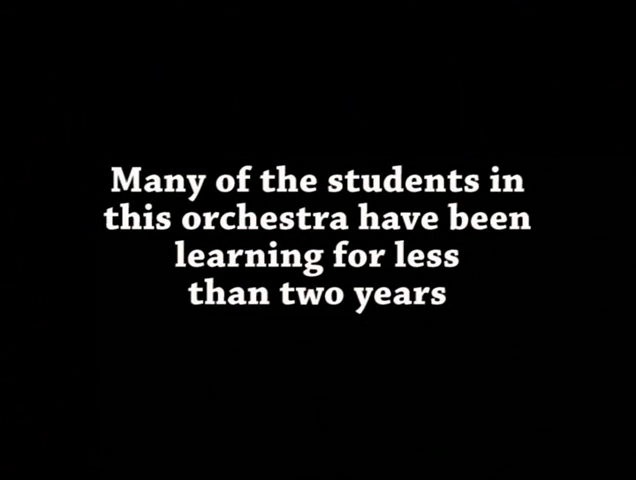 Many of the students in
this orchestra have been
learning for less
than two years